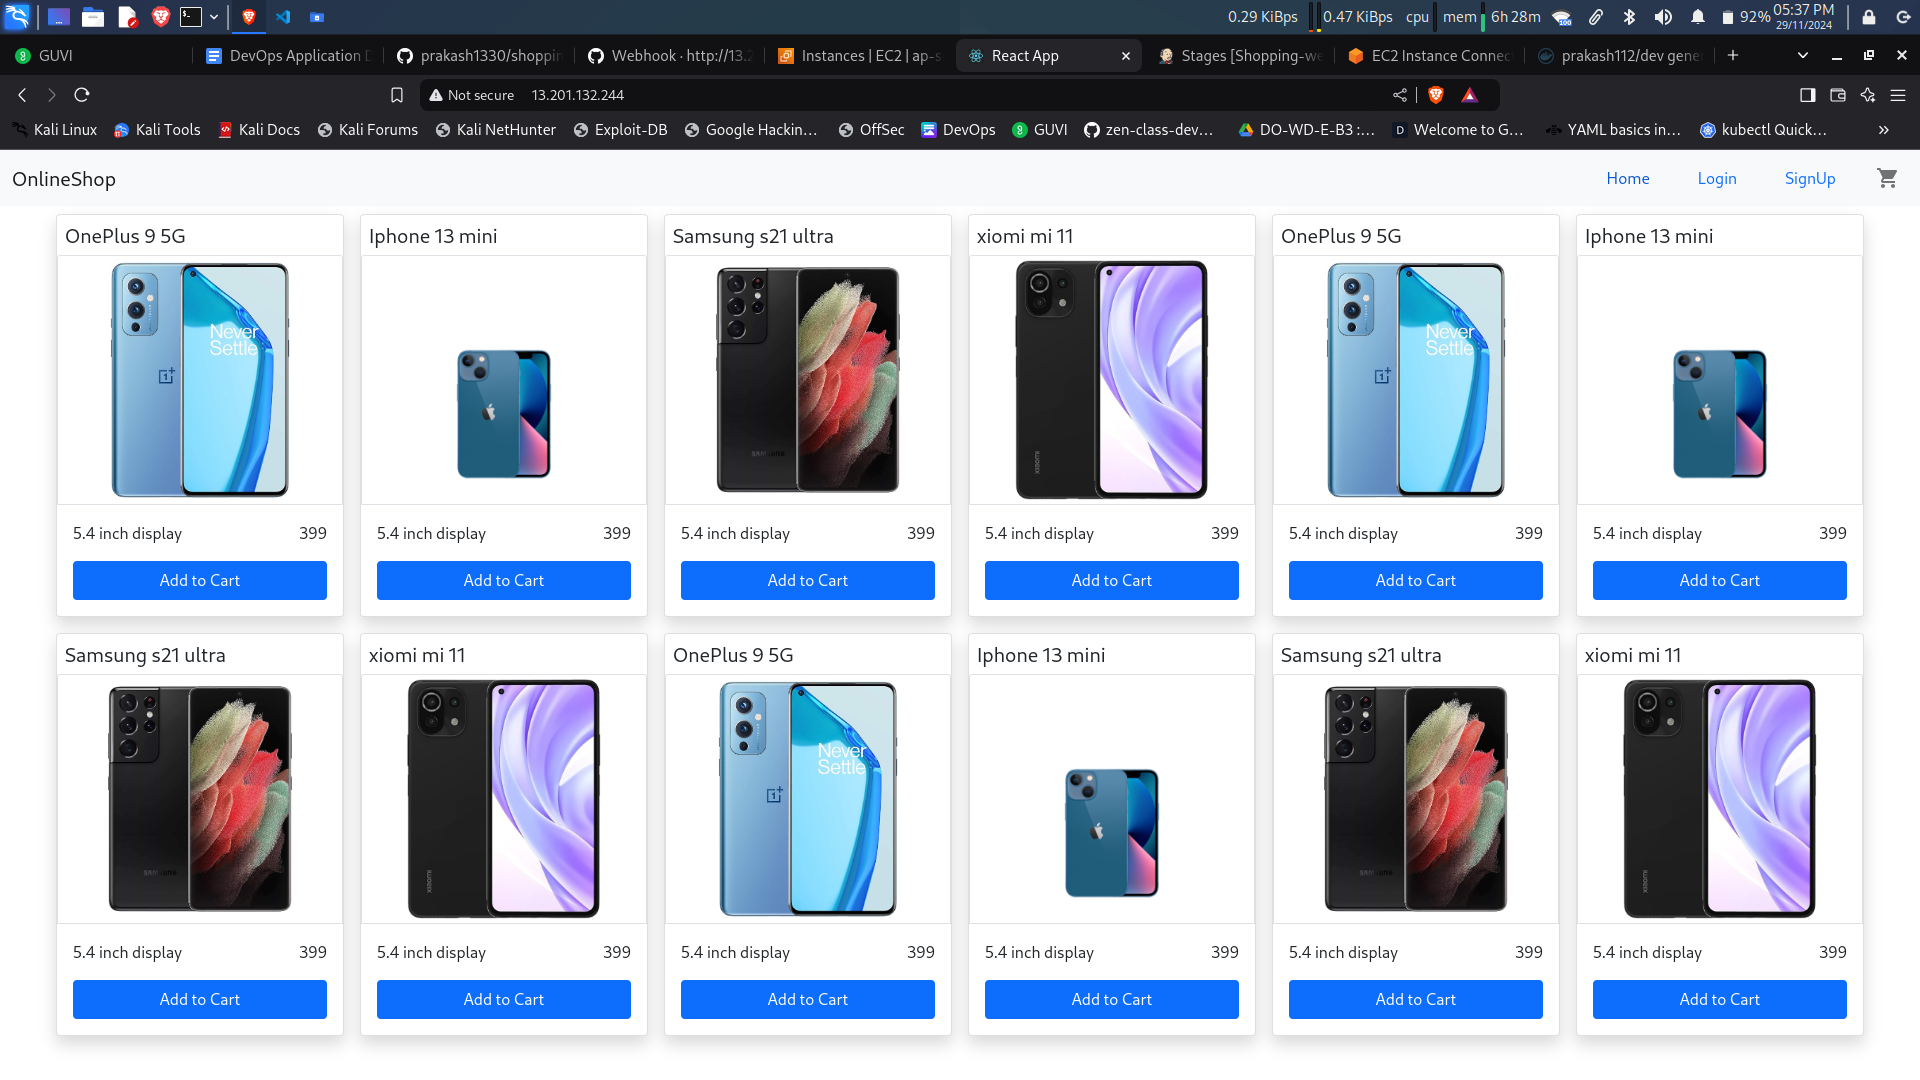 0.29 KiBps 0.47 KiBps cpu mem 6h 28m 100 92% 05:37 PM
29/11/2024
GUVI DevOps Application D prakash1330/shoppin Webhook · http://13.2 Instances | EC2 | ap-s React App Stages [Shopping-we EC2 Instance Connec prakash112/dev gene
Not secure 13.201.132.244
Kali Linux Kali Tools Kali Docs Kali Forums Kali NetHunter Exploit-DB Google Hackin... OffSec DevOps GUVI zen-class-dev... DO-WD-E-B3 :... Welcome to G... YAML basics in... kubectl Quick...
OnlineShop Home Login SignUp
OnePlus 9 5G Iphone 13 mini Samsung s21 ultra xiomi mi 11 OnePlus 9 5G Iphone 13 mini
Never Never
Settle Settle
SAMSUNG XIAOMI
5.4 inch display 399 5.4 inch display 399 5.4 inch display 399 5.4 inch display 399 5.4 inch display 399 5.4 inch display 399
Add to Cart Add to Cart Add to Cart Add to Cart Add to Cart Add to Cart
Samsung s21 ultra xiomi mi 11 OnePlus 9 5G Iphone 13 mini Samsung s21 ultra xiomi mi 11
Never
Settle
SAMSUNG XIAOMI SAMSUNG XIAOMI
5.4 inch display 399 5.4 inch display 399 5.4 inch display 399 5.4 inch display 399 5.4 inch display 399 5.4 inch display 399
Add to Cart Add to Cart Add to Cart Add to Cart Add to Cart Add to Cart